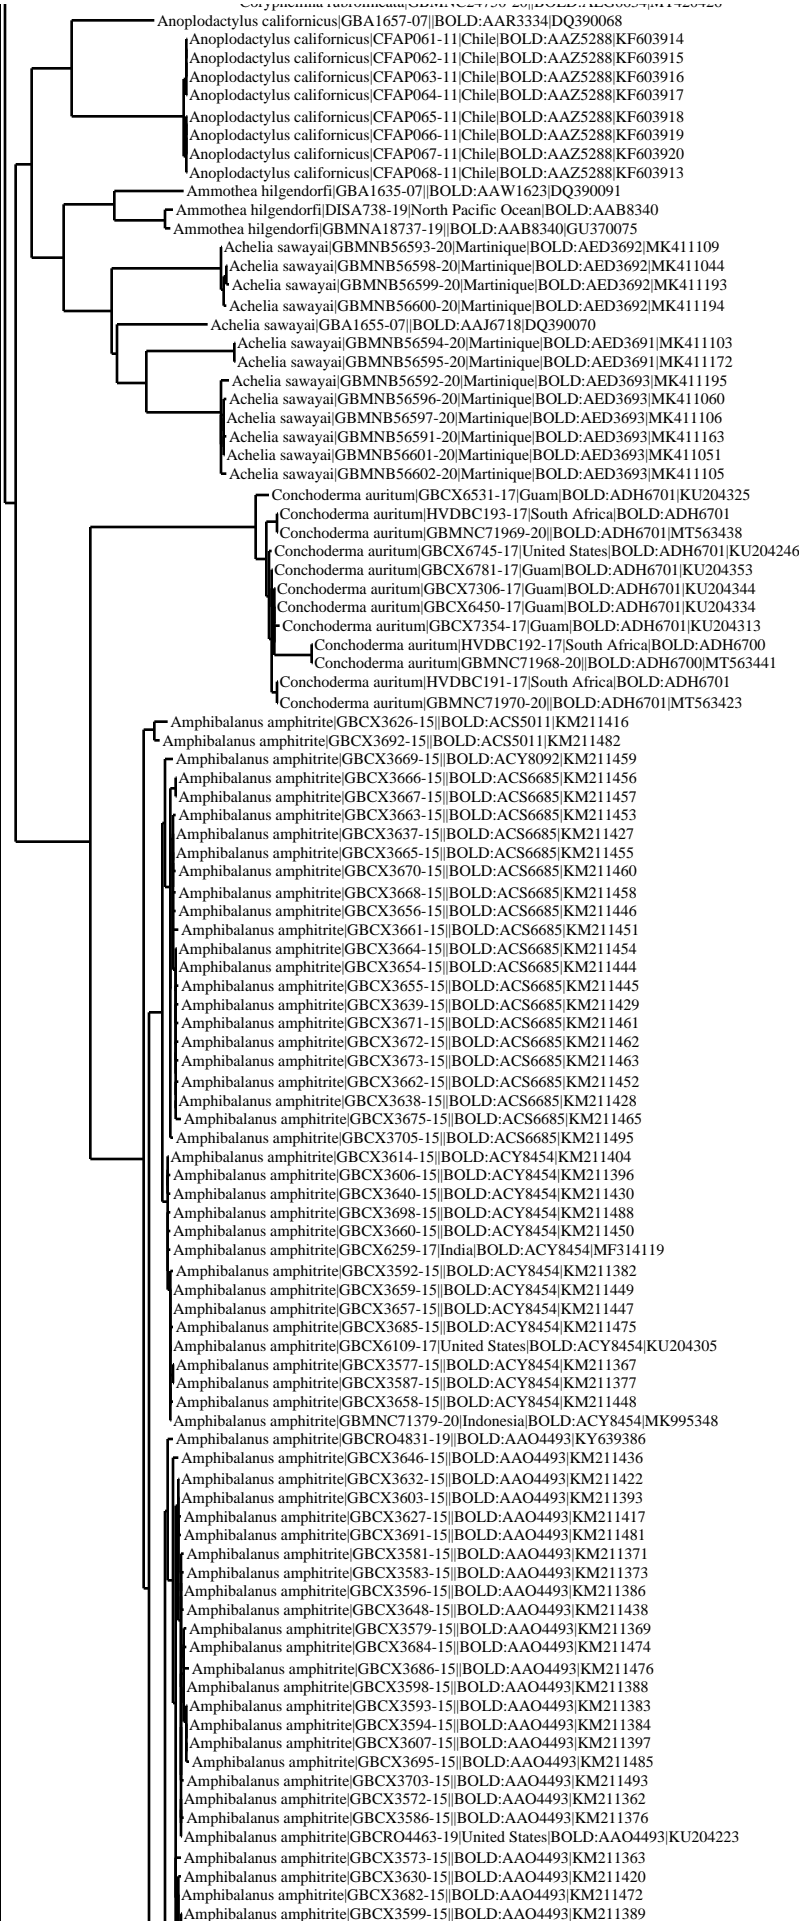 Anoplodactylus californicus|GBA1657-07||BOLD:AAR3334|DQ390068
Anoplodactylus californicus|CFAP061-11|Chile|BOLD:AAZ5288|KF603914
Anoplodactylus californicus|CFAP062-11|Chile|BOLD:AAZ5288|KF603915
Anoplodactylus californicus|CFAP063-11|Chile|BOLD:AAZ5288|KF603916
Anoplodactylus californicus|CFAP064-11|Chile|BOLD:AAZ5288|KF603917
Anoplodactylus californicus|CFAP065-11|Chile|BOLD:AAZ5288|KF603918
Anoplodactylus californicus|CFAP066-11|Chile|BOLD:AAZ5288|KF603919
Anoplodactylus californicus|CFAP067-11|Chile|BOLD:AAZ5288|KF603920
Anoplodactylus californicus|CFAP068-11|Chile|BOLD:AAZ5288|KF603913
Ammothea hilgendorfi|GBA1635-07||BOLD:AAW1623|DQ390091
Ammothea hilgendorfi|DISA738-19|North Pacific Ocean|BOLD:AAB8340
Ammothea hilgendorfi|GBMNA18737-19||BOLD:AAB8340|GU370075
Achelia sawayai|GBMNB56593-20|Martinique|BOLD:AED3692|MK411109
Achelia sawayai|GBMNB56598-20|Martinique|BOLD:AED3692|MK411044
Achelia sawayai|GBMNB56599-20|Martinique|BOLD:AED3692|MK411193
Achelia sawayai|GBMNB56600-20|Martinique|BOLD:AED3692|MK411194
Achelia sawayai|GBA1655-07||BOLD:AAJ6718|DQ390070
Achelia sawayai|GBMNB56594-20|Martinique|BOLD:AED3691|MK411103
Achelia sawayai|GBMNB56595-20|Martinique|BOLD:AED3691|MK411172
Achelia sawayai|GBMNB56592-20|Martinique|BOLD:AED3693|MK411195
Achelia sawayai|GBMNB56596-20|Martinique|BOLD:AED3693|MK411060
Achelia sawayai|GBMNB56597-20|Martinique|BOLD:AED3693|MK411106
Achelia sawayai|GBMNB56591-20|Martinique|BOLD:AED3693|MK411163
Achelia sawayai|GBMNB56601-20|Martinique|BOLD:AED3693|MK411051
Achelia sawayai|GBMNB56602-20|Martinique|BOLD:AED3693|MK411105
Conchoderma auritum|GBCX6531-17|Guam|BOLD:ADH6701|KU204325
Conchoderma auritum|HVDBC193-17|South Africa|BOLD:ADH6701
Conchoderma auritum|GBMNC71969-20||BOLD:ADH6701|MT563438
Conchoderma auritum|GBCX6745-17|United States|BOLD:ADH6701|KU204246
Conchoderma auritum|GBCX6781-17|Guam|BOLD:ADH6701|KU204353
Conchoderma auritum|GBCX7306-17|Guam|BOLD:ADH6701|KU204344
Conchoderma auritum|GBCX6450-17|Guam|BOLD:ADH6701|KU204334
Conchoderma auritum|GBCX7354-17|Guam|BOLD:ADH6701|KU204313
Conchoderma auritum|HVDBC192-17|South Africa|BOLD:ADH6700
Conchoderma auritum|GBMNC71968-20||BOLD:ADH6700|MT563441
Conchoderma auritum|HVDBC191-17|South Africa|BOLD:ADH6701
Conchoderma auritum|GBMNC71970-20||BOLD:ADH6701|MT563423
Amphibalanus amphitrite|GBCX3626-15||BOLD:ACS5011|KM211416
Amphibalanus amphitrite|GBCX3692-15||BOLD:ACS5011|KM211482
Amphibalanus amphitrite|GBCX3669-15||BOLD:ACY8092|KM211459
Amphibalanus amphitrite|GBCX3666-15||BOLD:ACS6685|KM211456
Amphibalanus amphitrite|GBCX3667-15||BOLD:ACS6685|KM211457
Amphibalanus amphitrite|GBCX3663-15||BOLD:ACS6685|KM211453
Amphibalanus amphitrite|GBCX3637-15||BOLD:ACS6685|KM211427
Amphibalanus amphitrite|GBCX3665-15||BOLD:ACS6685|KM211455
Amphibalanus amphitrite|GBCX3670-15||BOLD:ACS6685|KM211460
Amphibalanus amphitrite|GBCX3668-15||BOLD:ACS6685|KM211458
Amphibalanus amphitrite|GBCX3656-15||BOLD:ACS6685|KM211446
Amphibalanus amphitrite|GBCX3661-15||BOLD:ACS6685|KM211451
Amphibalanus amphitrite|GBCX3664-15||BOLD:ACS6685|KM211454
Amphibalanus amphitrite|GBCX3654-15||BOLD:ACS6685|KM211444
Amphibalanus amphitrite|GBCX3655-15||BOLD:ACS6685|KM211445
Amphibalanus amphitrite|GBCX3639-15||BOLD:ACS6685|KM211429
Amphibalanus amphitrite|GBCX3671-15||BOLD:ACS6685|KM211461
Amphibalanus amphitrite|GBCX3672-15||BOLD:ACS6685|KM211462
Amphibalanus amphitrite|GBCX3673-15||BOLD:ACS6685|KM211463
Amphibalanus amphitrite|GBCX3662-15||BOLD:ACS6685|KM211452
Amphibalanus amphitrite|GBCX3638-15||BOLD:ACS6685|KM211428
Amphibalanus amphitrite|GBCX3675-15||BOLD:ACS6685|KM211465
Amphibalanus amphitrite|GBCX3705-15||BOLD:ACS6685|KM211495
Amphibalanus amphitrite|GBCX3614-15||BOLD:ACY8454|KM211404
Amphibalanus amphitrite|GBCX3606-15||BOLD:ACY8454|KM211396
Amphibalanus amphitrite|GBCX3640-15||BOLD:ACY8454|KM211430
Amphibalanus amphitrite|GBCX3698-15||BOLD:ACY8454|KM211488
Amphibalanus amphitrite|GBCX3660-15||BOLD:ACY8454|KM211450
Amphibalanus amphitrite|GBCX6259-17|India|BOLD:ACY8454|MF314119
Amphibalanus amphitrite|GBCX3592-15||BOLD:ACY8454|KM211382
Amphibalanus amphitrite|GBCX3659-15||BOLD:ACY8454|KM211449
Amphibalanus amphitrite|GBCX3657-15||BOLD:ACY8454|KM211447
Amphibalanus amphitrite|GBCX3685-15||BOLD:ACY8454|KM211475
Amphibalanus amphitrite|GBCX6109-17|United States|BOLD:ACY8454|KU204305
Amphibalanus amphitrite|GBCX3577-15||BOLD:ACY8454|KM211367
Amphibalanus amphitrite|GBCX3587-15||BOLD:ACY8454|KM211377
Amphibalanus amphitrite|GBCX3658-15||BOLD:ACY8454|KM211448
Amphibalanus amphitrite|GBMNC71379-20|Indonesia|BOLD:ACY8454|MK995348
Amphibalanus amphitrite|GBCRO4831-19||BOLD:AAO4493|KY639386
Amphibalanus amphitrite|GBCX3646-15||BOLD:AAO4493|KM211436
Amphibalanus amphitrite|GBCX3632-15||BOLD:AAO4493|KM211422
Amphibalanus amphitrite|GBCX3603-15||BOLD:AAO4493|KM211393
Amphibalanus amphitrite|GBCX3627-15||BOLD:AAO4493|KM211417
Amphibalanus amphitrite|GBCX3691-15||BOLD:AAO4493|KM211481
Amphibalanus amphitrite|GBCX3581-15||BOLD:AAO4493|KM211371
Amphibalanus amphitrite|GBCX3583-15||BOLD:AAO4493|KM211373
Amphibalanus amphitrite|GBCX3596-15||BOLD:AAO4493|KM211386
Amphibalanus amphitrite|GBCX3648-15||BOLD:AAO4493|KM211438
Amphibalanus amphitrite|GBCX3579-15||BOLD:AAO4493|KM211369
Amphibalanus amphitrite|GBCX3684-15||BOLD:AAO4493|KM211474
Amphibalanus amphitrite|GBCX3686-15||BOLD:AAO4493|KM211476
Amphibalanus amphitrite|GBCX3598-15||BOLD:AAO4493|KM211388
Amphibalanus amphitrite|GBCX3593-15||BOLD:AAO4493|KM211383
Amphibalanus amphitrite|GBCX3594-15||BOLD:AAO4493|KM211384
Amphibalanus amphitrite|GBCX3607-15||BOLD:AAO4493|KM211397
Amphibalanus amphitrite|GBCX3695-15||BOLD:AAO4493|KM211485
Amphibalanus amphitrite|GBCX3703-15||BOLD:AAO4493|KM211493
Amphibalanus amphitrite|GBCX3572-15||BOLD:AAO4493|KM211362
Amphibalanus amphitrite|GBCX3586-15||BOLD:AAO4493|KM211376
Amphibalanus amphitrite|GBCRO4463-19|United States|BOLD:AAO4493|KU204223
Amphibalanus amphitrite|GBCX3573-15||BOLD:AAO4493|KM211363
Amphibalanus amphitrite|GBCX3630-15||BOLD:AAO4493|KM211420
Amphibalanus amphitrite|GBCX3682-15||BOLD:AAO4493|KM211472
Amphibalanus amphitrite|GBCX3599-15||BOLD:AAO4493|KM211389